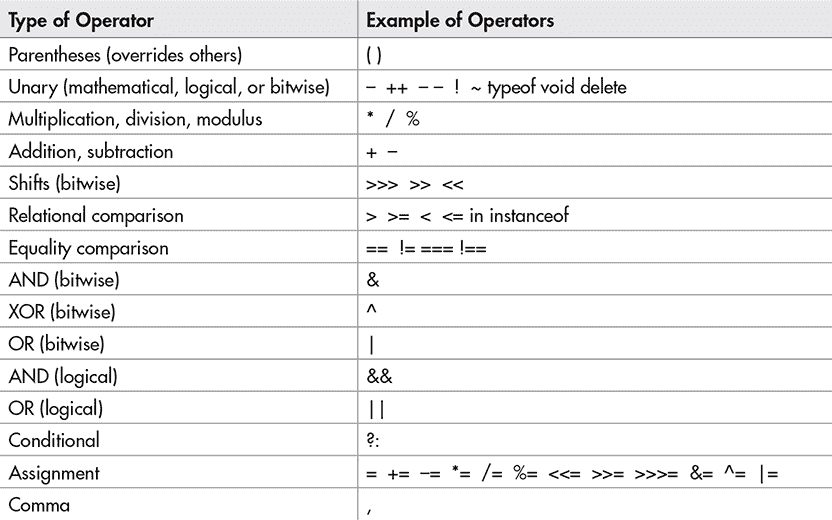 Type of Operator Example of Operators
Parentheses (overrides others) ( )
Unary (mathematical, logical, or bitwise) – ++ – – ! ~ typeof void delete
Multiplication, division, modulus * / %
Addition, subtraction + –
Shifts (bitwise) >>> >> <<
Relational comparison > >= < <= in instanceof
Equality comparison == != === !==
AND (bitwise) &
XOR (bitwise) ^
OR (bitwise) |
AND (logical) &&
OR (logical) ||
Conditional ?:
Assignment = += –= *= /= %= <<= >>= >>>= &= ^= |=
Comma ,